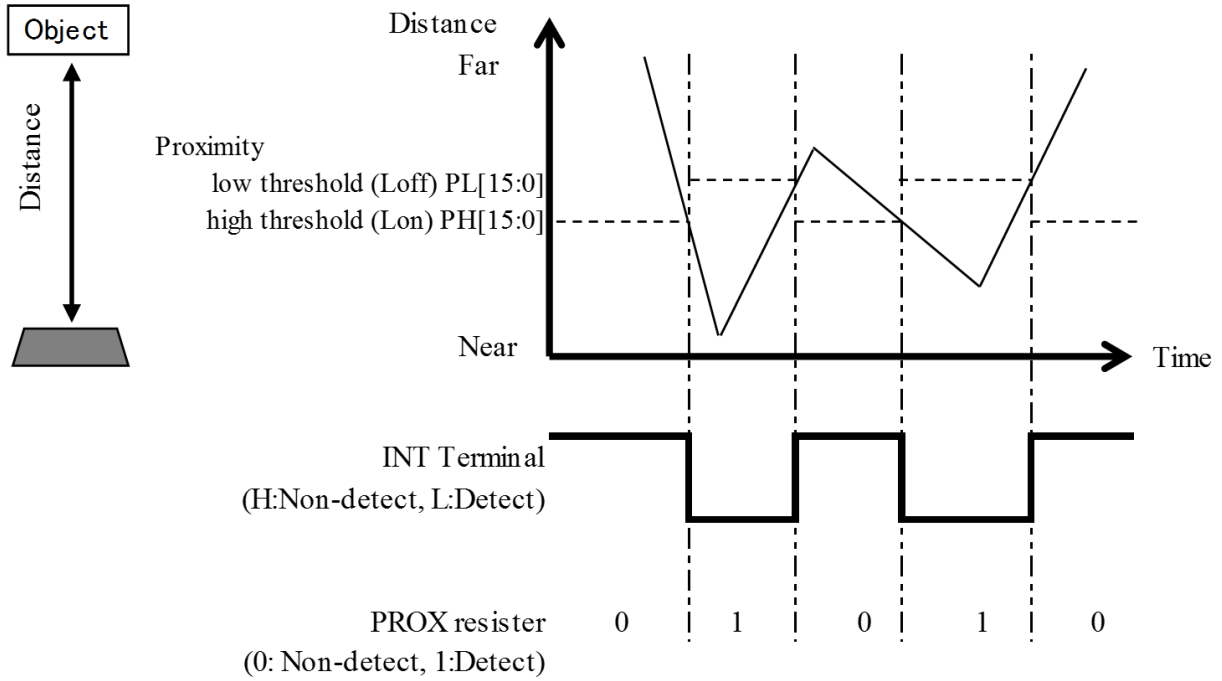 Object
Distance
Distance
Far
Proximity
low threshold (Loff) PL[15:0]
high threshold (Lon) PH[15:0]
Near
Time
INT Terminal
(H:Non-detect, L:Detect)
PROX resister 0 1 0 1 0
(0: Non-detect, 1:Detect)